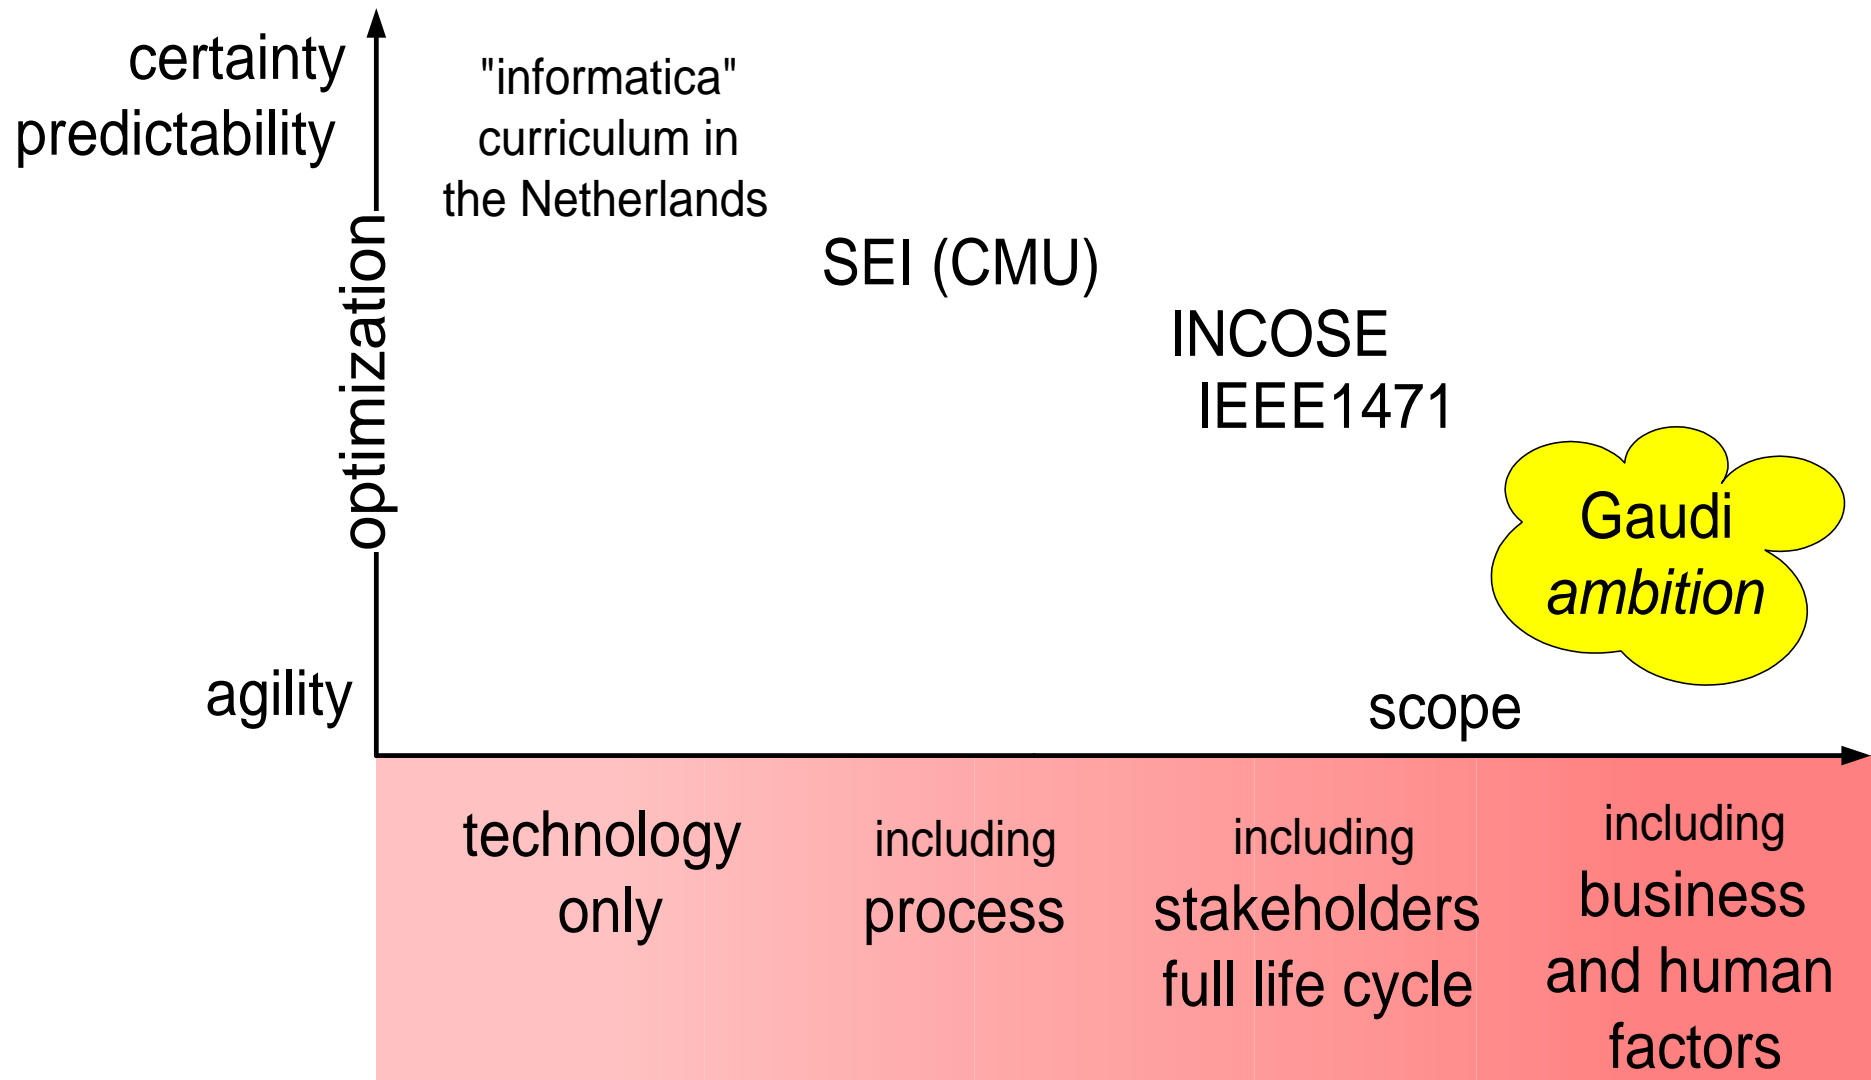 certainty
predictability
optimization
agility
"informatica"
curriculum in
the Netherlands
SEI (CMU)
INCOSE
IEEE1471
Gaudi
ambition
scope
technology
only
including
process
including
stakeholders
full life cycle
including
business
and human
factors